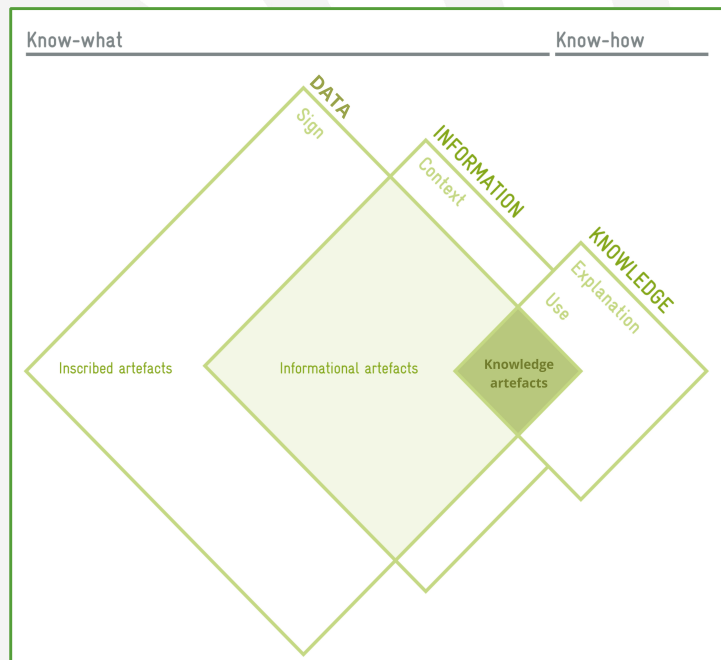 Know-what
Know-how
DATA
Sign
INFORMATION
Context
KNOWLEDGE
Explanation
Use
Inscribed artefacts
Informational artefacts
Knowledge
artefacts